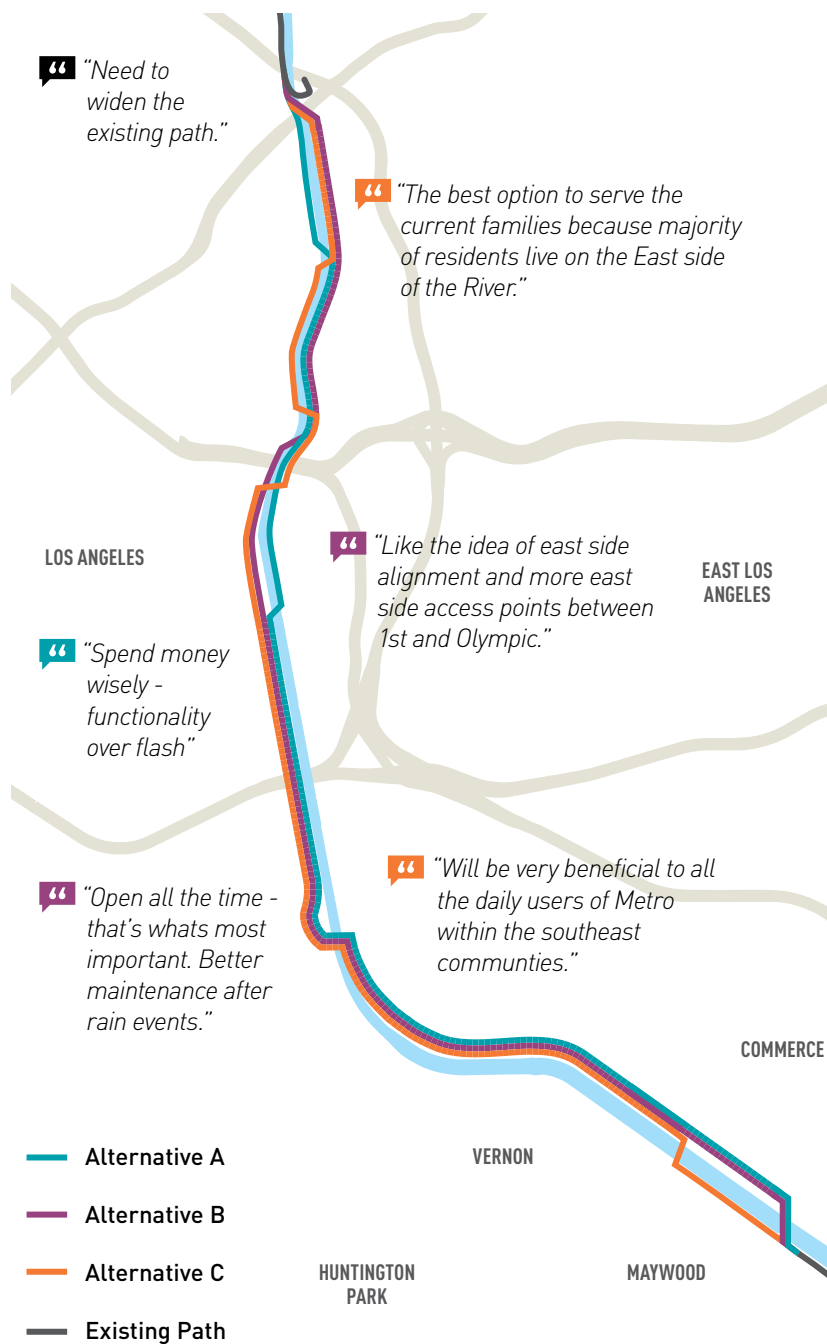 “Need to
widen the
existing path.”
“The best option to serve the
current families because majority
of residents live on the East side
of the River.”
LOS ANGELES
“Like the idea of east side
alignment and more east
side access points between
1st and Olympic.”
EAST LOS
ANGELES
“Spend money
wisely -
functionality
over flash”
“Open all the time -
that’s whats most
important. Better
maintenance after
rain events.”
“Will be very beneficial to all
the daily users of Metro
within the southeast
communties.”
COMMERCE
VERNON
HUNTINGTON
PARK
MAYWOOD
Alternative A
Alternative B
Alternative C
Existing Path